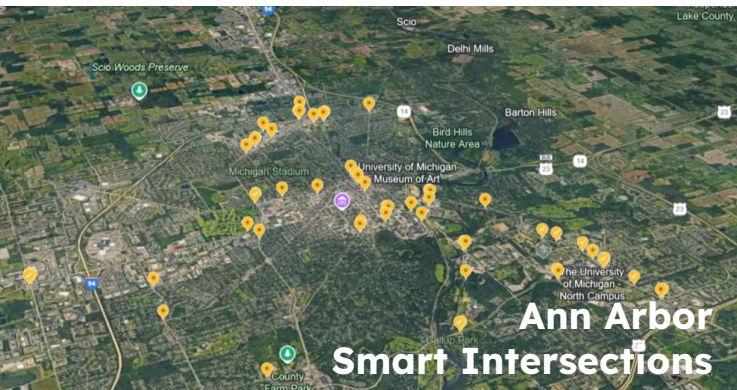 94
Scio
Lake County
Delhi Mills
Scio Woods Preserve
14
Barton Hills
23
Bird Hills
Nature Area
14
23
Michigan Stadium
University of Michigan
Museum of Art
23
94
The University
of Michigan -
North Campus
Ann Arbor
Gallup Park
Smart Intersections
County
Farm Park